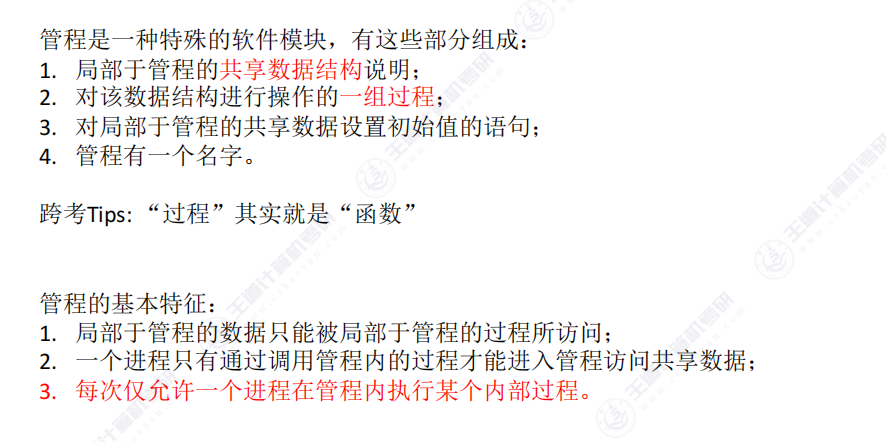 管程是一种特殊的软件模块，有这些部分组成：
1. 局部于管程的共享数据结构说明；
2. 对该数据结构进行操作的一组过程；
3. 对局部于管程的共享数据设置初始值的语句；
4. 管程有一个名字。
跨考Tips: “过程”其实就是“函数”
管程的基本特征：
1. 局部于管程的数据只能被局部于管程的过程所访问；
2. 一个进程只有通过调用管程内的过程才能进入管程访问共享数据；
3. 每次仅允许一个进程在管程内执行某个内部过程。